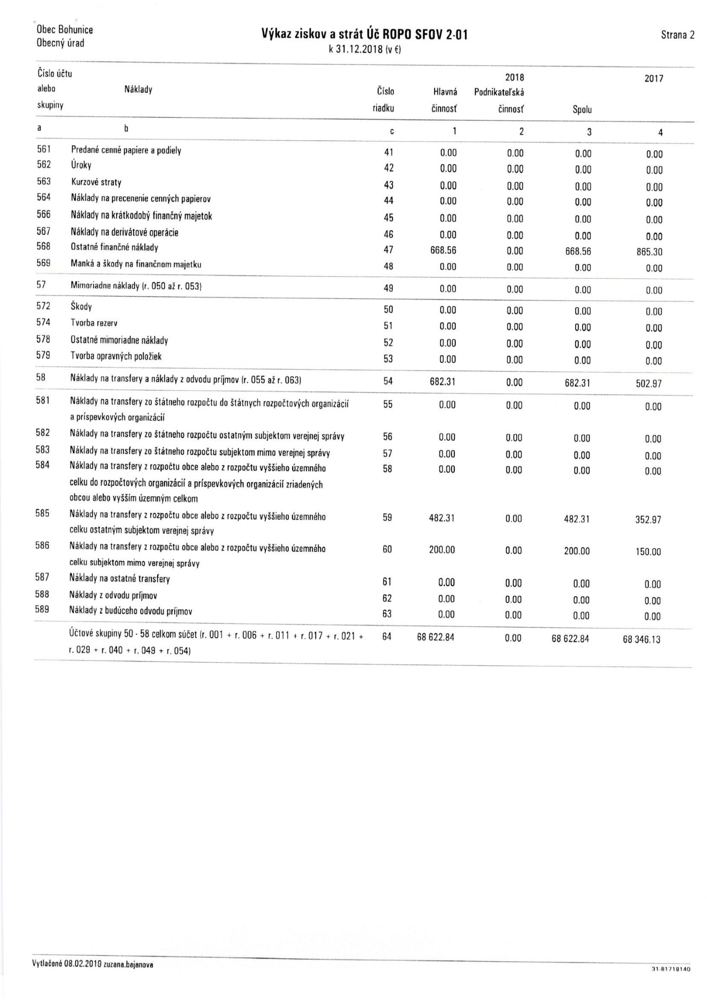 Obec Bohunice
Obecný úrad
Výkaz ziskov a strát Úč ROPO SFOV 2-01
k 31.12.2018 (v €)
Strana 2
Číslo účtu 2018 2017
alebo Náklady Číslo Hlavná Podnikateľská
skupiny riadku činnosť činnosť Spolu
a b c 1 2 3 4
561 Predané cenné papiere a podiely 41 0.00 0.00 0.00 0.00
562 Úroky 42 0.00 0.00 0.00 0.00
563 Kurzové straty 43 0.00 0.00 0.00 0.00
564 Náklady na precenenie cenných papierov 44 0.00 0.00 0.00 0.00
566 Náklady na krátkodobý finančný majetok 45 0.00 0.00 0.00 0.00
567 Náklady na derivátové operácie 46 0.00 0.00 0.00 0.00
568 Ostatné finančné náklady 47 668.56 0.00 668.56 865.30
569 Manká a škody na finančnom majetku 48 0.00 0.00 0.00 0.00
57 Mimoriadne náklady (r. 050 až r. 053) 49 0.00 0.00 0.00 0.00
572 Škody 50 0.00 0.00 0.00 0.00
574 Tvorba rezerv 51 0.00 0.00 0.00 0.00
578 Ostatné mimoriadne náklady 52 0.00 0.00 0.00 0.00
579 Tvorba opravných položiek 53 0.00 0.00 0.00 0.00
58 Náklady na transfery a náklady z odvodu príjmov (r. 055 až r. 063) 54 682.31 0.00 682.31 502.97
581 Náklady na transfery zo štátneho rozpočtu do štátnych rozpočtových organizácií 55 0.00 0.00 0.00 0.00
a príspevkových organizácií
582 Náklady na transfery zo štátneho rozpočtu ostatným subjektom verejnej správy 56 0.00 0.00 0.00 0.00
583 Náklady na transfery zo štátneho rozpočtu subjektom mimo verejnej správy 57 0.00 0.00 0.00 0.00
584 Náklady na transfery z rozpočtu obce alebo z rozpočtu vyššieho územného 58 0.00 0.00 0.00 0.00
celku do rozpočtových organizácií a príspevkových organizácií zriadených
obcou alebo vyšším územným celkom
585 Náklady na transfery z rozpočtu obce alebo z rozpočtu vyššieho územného 59 482.31 0.00 482.31 352.97
celku ostatným subjektom verejnej správy
586 Náklady na transfery z rozpočtu obce alebo z rozpočtu vyššieho územného 60 200.00 0.00 200.00 150.00
celku subjektom mimo verejnej správy
587 Náklady na ostatné transfery 61 0.00 0.00 0.00 0.00
588 Náklady z odvodu príjmov 62 0.00 0.00 0.00 0.00
589 Náklady z budúceho odvodu príjmov 63 0.00 0.00 0.00 0.00
Účtové skupiny 50 - 58 celkom súčet (r. 001 + r. 006 + r. 011 + r. 017 + r. 021 + 64 68 622.84 0.00 68 622.84 68 346.13
r. 029 + r. 040 + r. 049 + r. 054)
Vytlačené 08.02.2019 zuzana.bajanova
31-81718140